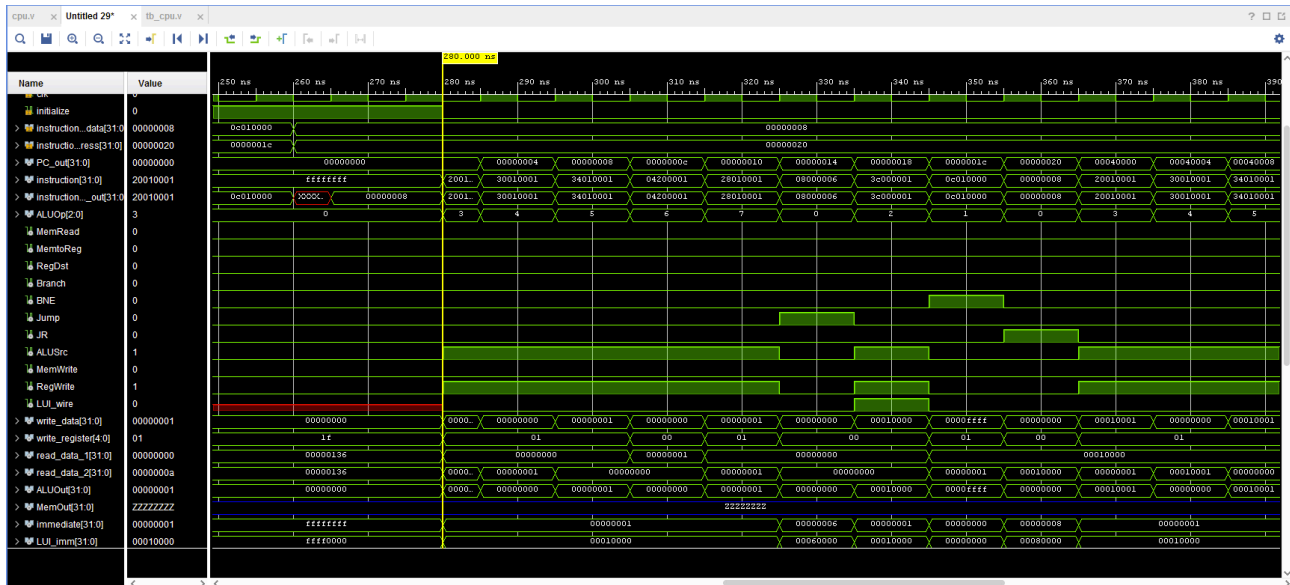 cpu.v × Untitled 29* × tb_cpu.v ×
280.000 ns
Name Value 250 ns 260 ns 270 ns 280 ns 290 ns 300 ns 310 ns 320 ns 330 ns 340 ns 350 ns 360 ns 370 ns 380 ns 390
clk 0
initialize 0
instruction...data[31:0 00000008 0c010000 00000008
instructio...ress[31:0] 00000020 0000001c 00000020
PC_out[31:0] 00000000 00000000 00000004 00000008 0000000c 00000010 00000014 00000018 0000001c 00000020 00040000 00040004 00040008
instruction[31:0] 20010001 ffffffff 2001... 30010001 34010001 04200001 28010001 08000006 3c000001 0c010000 00000008 20010001 30010001 34010001
instruction..._out[31:0 20010001 0c010000 XXXX... 00000008 2001... 30010001 34010001 04200001 28010001 08000006 3c000001 0c010000 00000008 20010001 30010001 34010001
ALUOp[2:0] 3 0 3 4 5 6 7 0 2 1 0 3 4 5
MemRead 0
MemtoReg 0
RegDst 0
Branch 0
BNE 0
Jump 0
JR 0
ALUSrc 1
MemWrite 0
RegWrite 1
LUI_wire 0
write_data[31:0] 00000001 00000000 0000... 00000000 00000001 00000000 00000001 00000000 00010000 0000ffff 00000000 00010001 00000000 00010001
write_register[4:0] 01 1f 01 00 01 00 01 00 01
read_data_1[31:0] 00000000 00000136 00000000 00000001 00000000 00010000
read_data_2[31:0] 0000000a 00000136 0000... 00000001 00000000 00000001 00000000 00000001 00010000 00000001 00010001 00000000
ALUOut[31:0] 00000001 00000000 0000... 00000000 00000001 00000000 00000001 00000000 00010000 0000ffff 00000000 00010001 00000000 00010001
MemOut[31:0] ZZZZZZZZ ZZZZZZZZ
immediate[31:0] 00000001 ffffffff 00000001 00000006 00000001 00000000 00000008 00000001
LUI_imm[31:0] 00010000 ffff0000 00010000 00060000 00010000 00000000 00080000 00010000